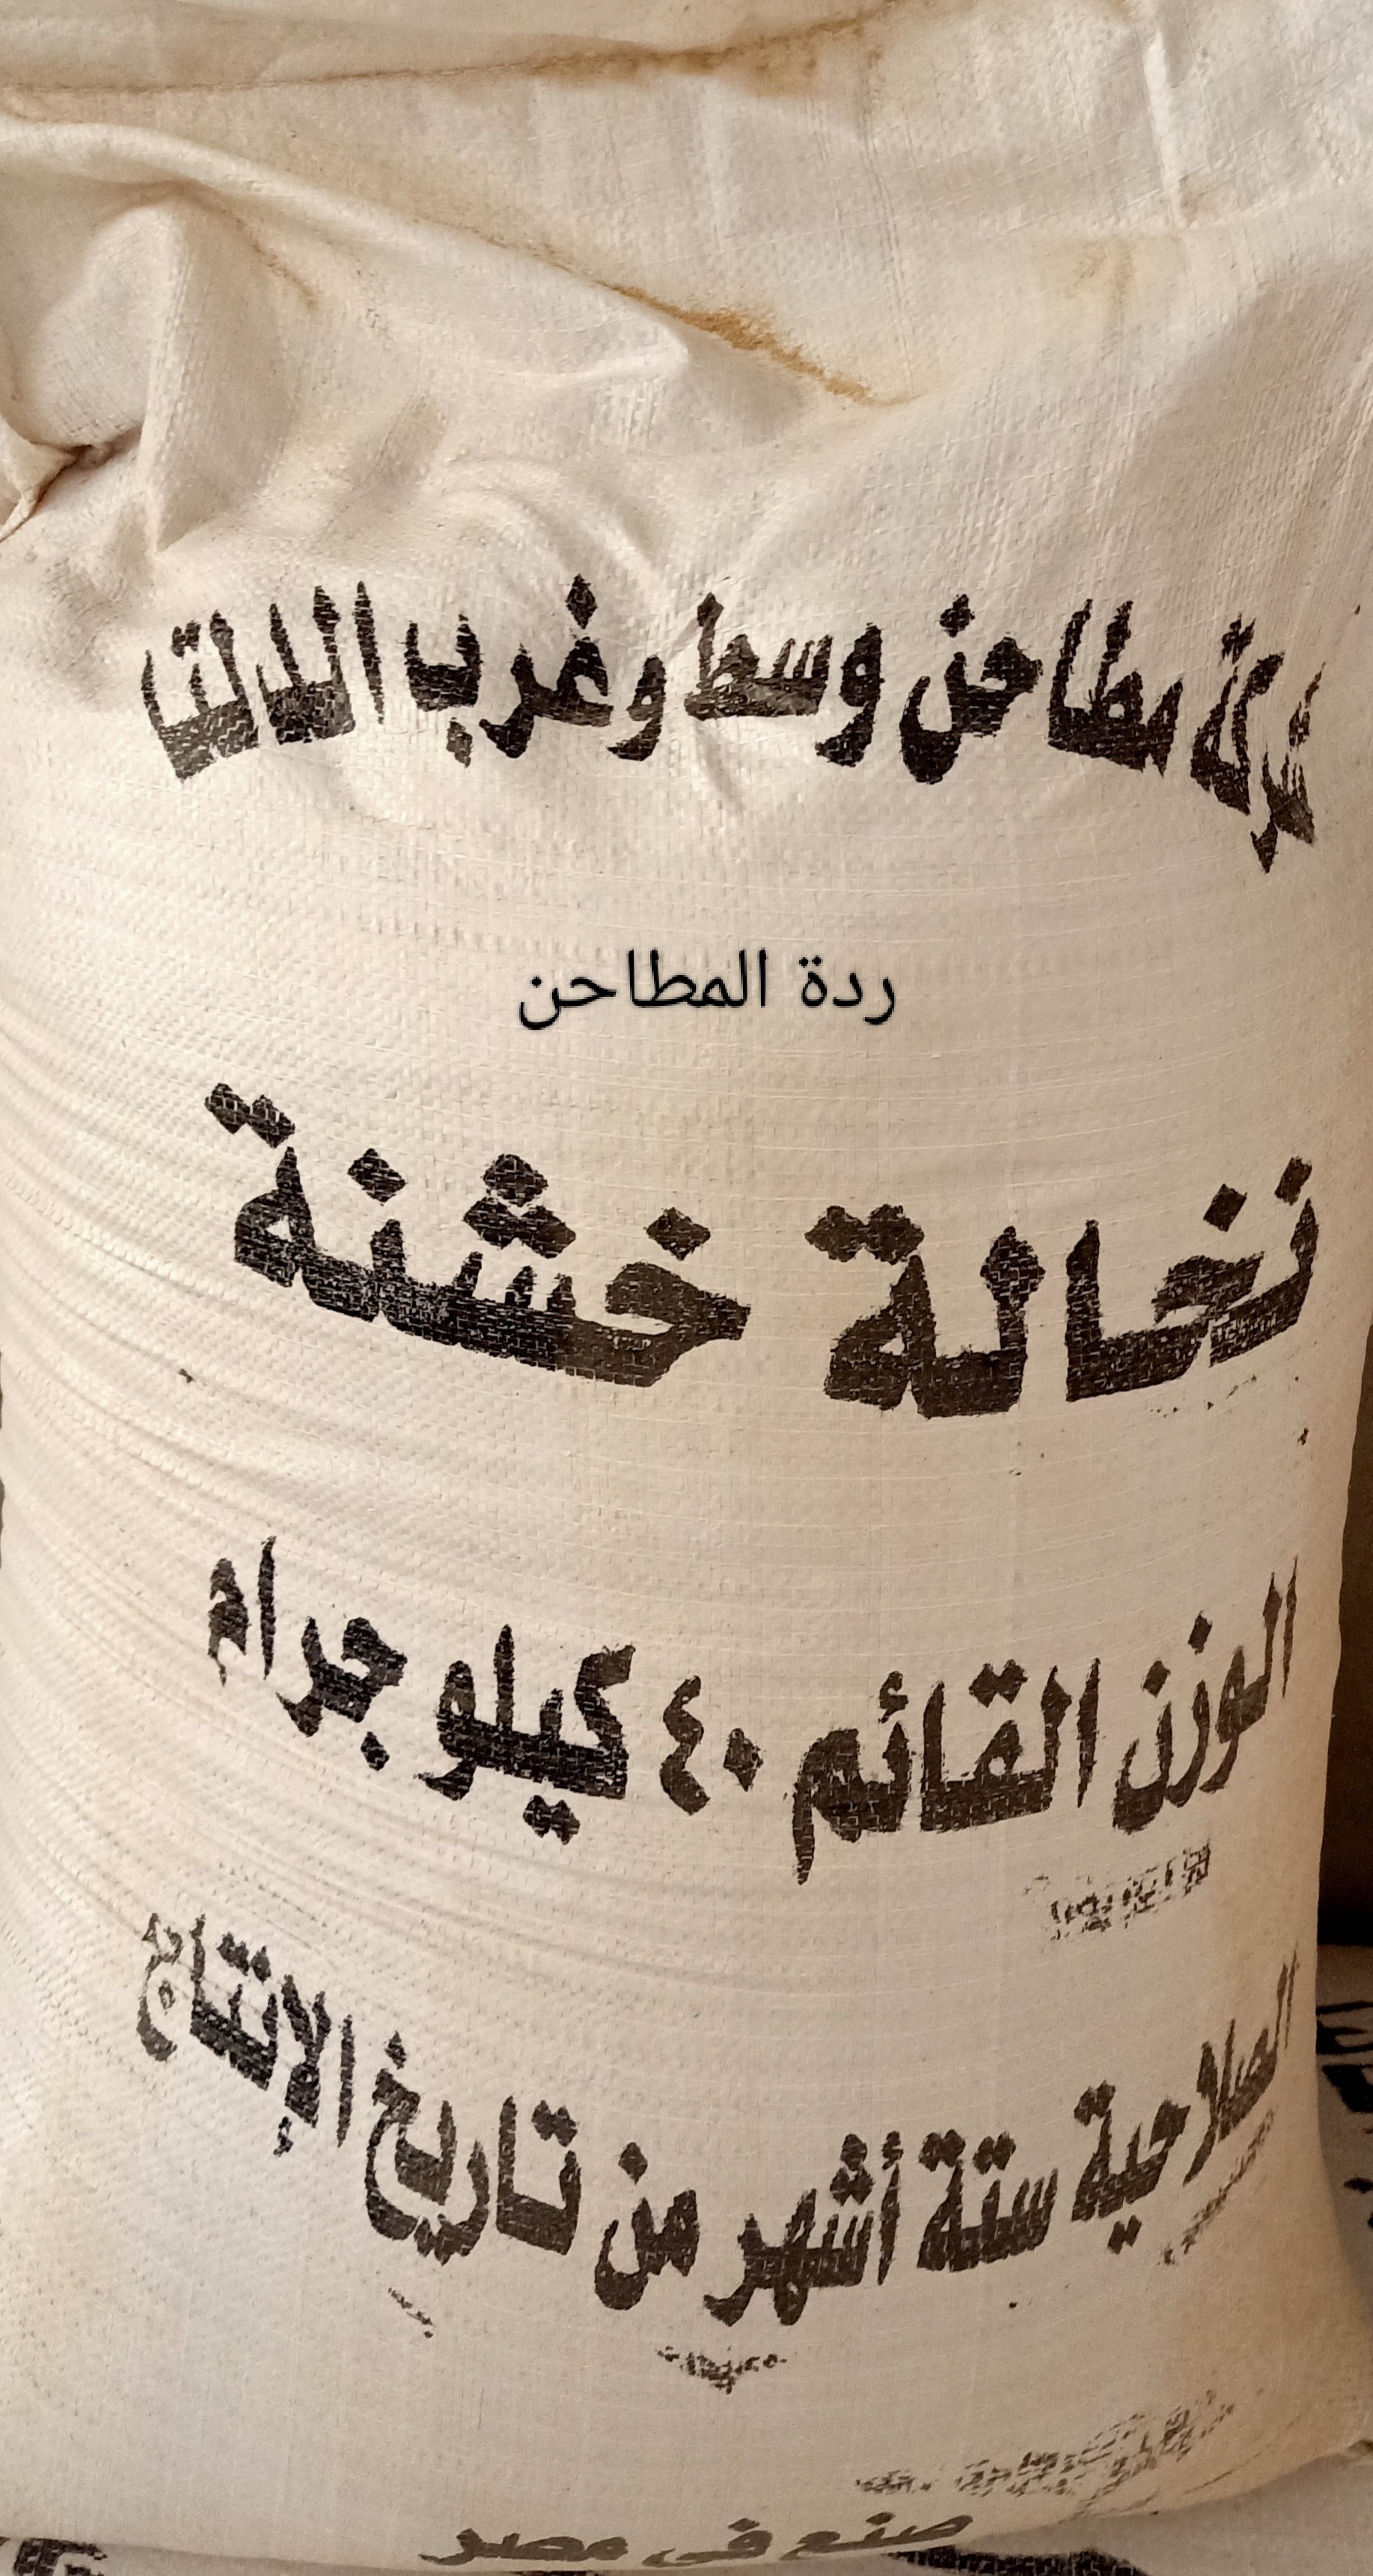 شركة مطاحن وسط وغرب الدلتا
ردة المطاحن
نخالة خشنة
الوزن القائم ٤٠ كيلو جرام
الصلاحية ستة أشهر من تاريخ الإنتاج
صنع فى مصر